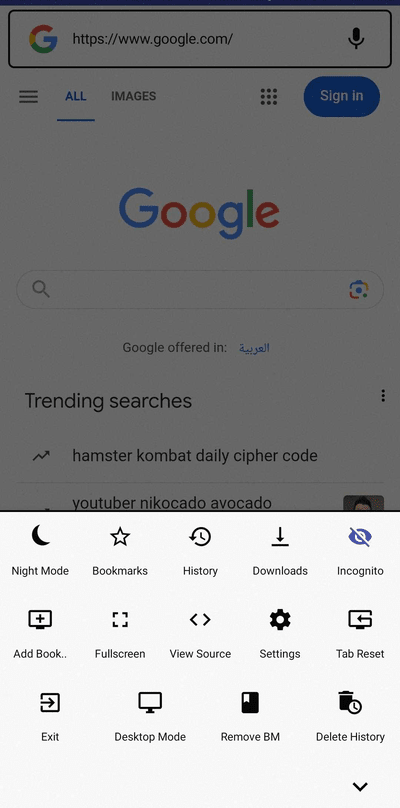 https://www.google.com/
ALL IMAGES Sign in
Google
Google offered in: العربية
Trending searches
hamster kombat daily cipher code
youtuber nikocado avocado
Night Mode Bookmarks History Downloads Incognito
Add Book.. Fullscreen View Source Settings Tab Reset
Exit Desktop Mode Remove BM Delete History